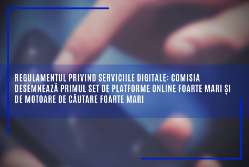 REGULAMENTUL PRIVIND SERVICIILE DIGITALE: COMISIA
DESEMNEAZĂ PRIMUL SET DE PLATFORME ONLINE FOARTE MARI ȘI
DE MOTOARE DE CĂUTARE FOARTE MARI